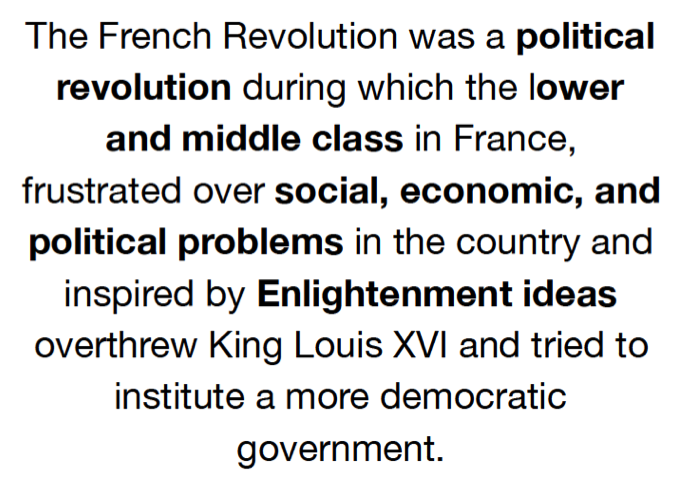 The French Revolution was a political
revolution during which the lower
and middle class in France,
frustrated over social, economic, and
political problems in the country and
inspired by Enlightenment ideas
overthrew King Louis XVI and tried to
institute a more democratic
government.